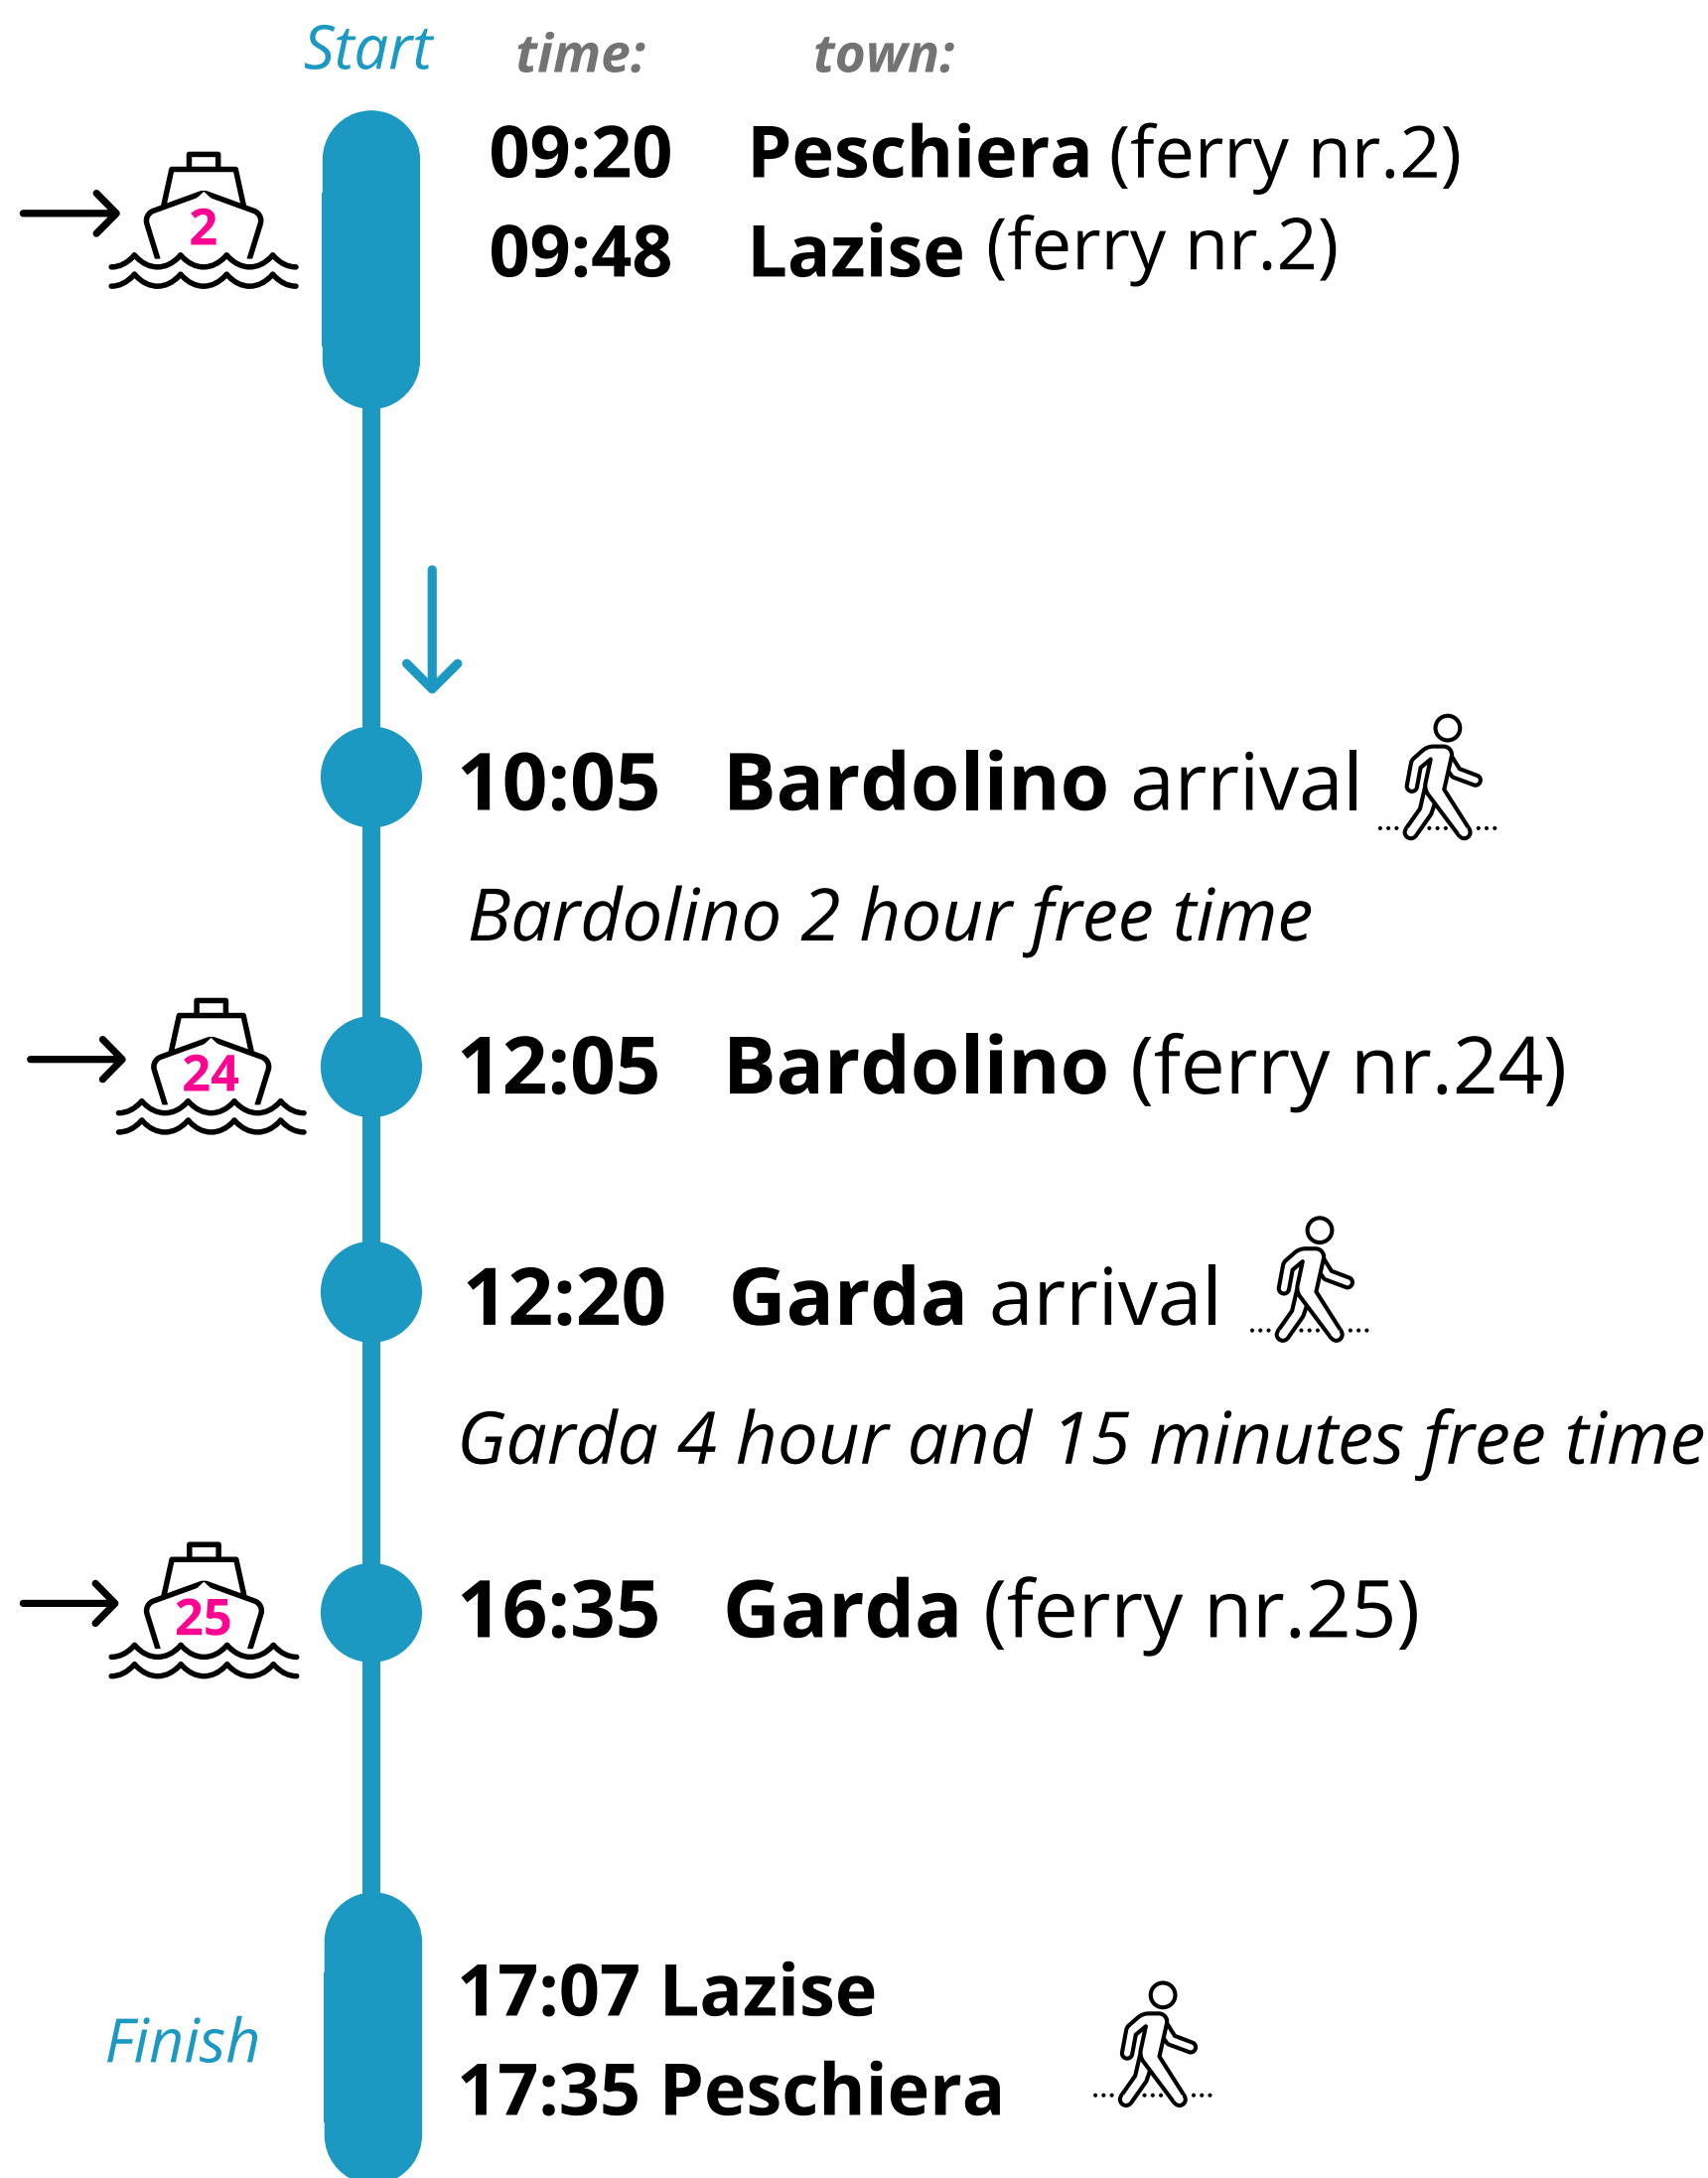 Start time: town:
09:20 Peschiera (ferry nr.2)
2
09:48 Lazise (ferry nr.2)
10:05 Bardolino arrival
Bardolino 2 hour free time
24
12:05 Bardolino (ferry nr.24)
12:20 Garda arrival
Garda 4 hour and 15 minutes free time
25
16:35 Garda (ferry nr.25)
17:07 Lazise
Finish
17:35 Peschiera